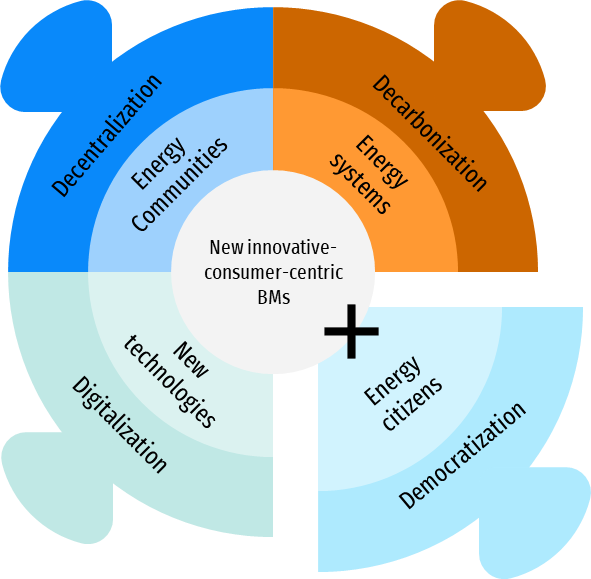 Decentralization
Energy
Communities
Decarbonization
Energy
systems
New innovative-
consumer-centric
BMs
+
New
technologies
Digitalization
Energy
citizens
Democratization